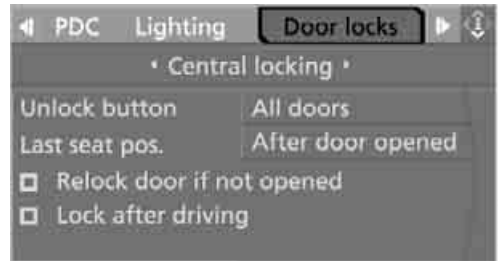 PDC Lighting Door locks
Central locking
Unlock button All doors
Last seat pos. After door opened
Relock door if not opened
Lock after driving